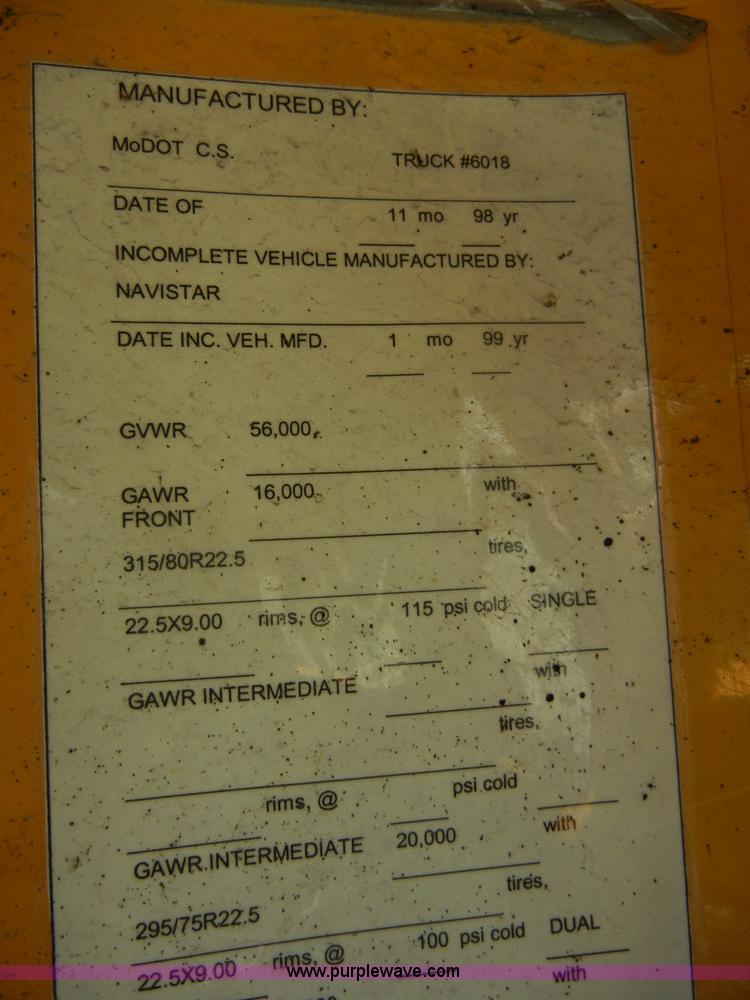 MANUFACTURED BY:
MoDOT C.S. TRUCK #6018
DATE OF 11 mo 98 yr
INCOMPLETE VEHICLE MANUFACTURED BY:
NAVISTAR
DATE INC. VEH. MFD. 1 mo 99 yr
GVWR 56,000
GAWR 16,000 with
FRONT
tires,
315/80R22.5
22.5X9.00 rims, @ 115 psi cold SINGLE
GAWR INTERMEDIATE with
tires,
rims, @ psi cold
GAWR INTERMEDIATE 20,000 with
tires,
295/75R22.5
22.5X9.00 rims, @ 100 psi cold DUAL
www.purplewave.com with